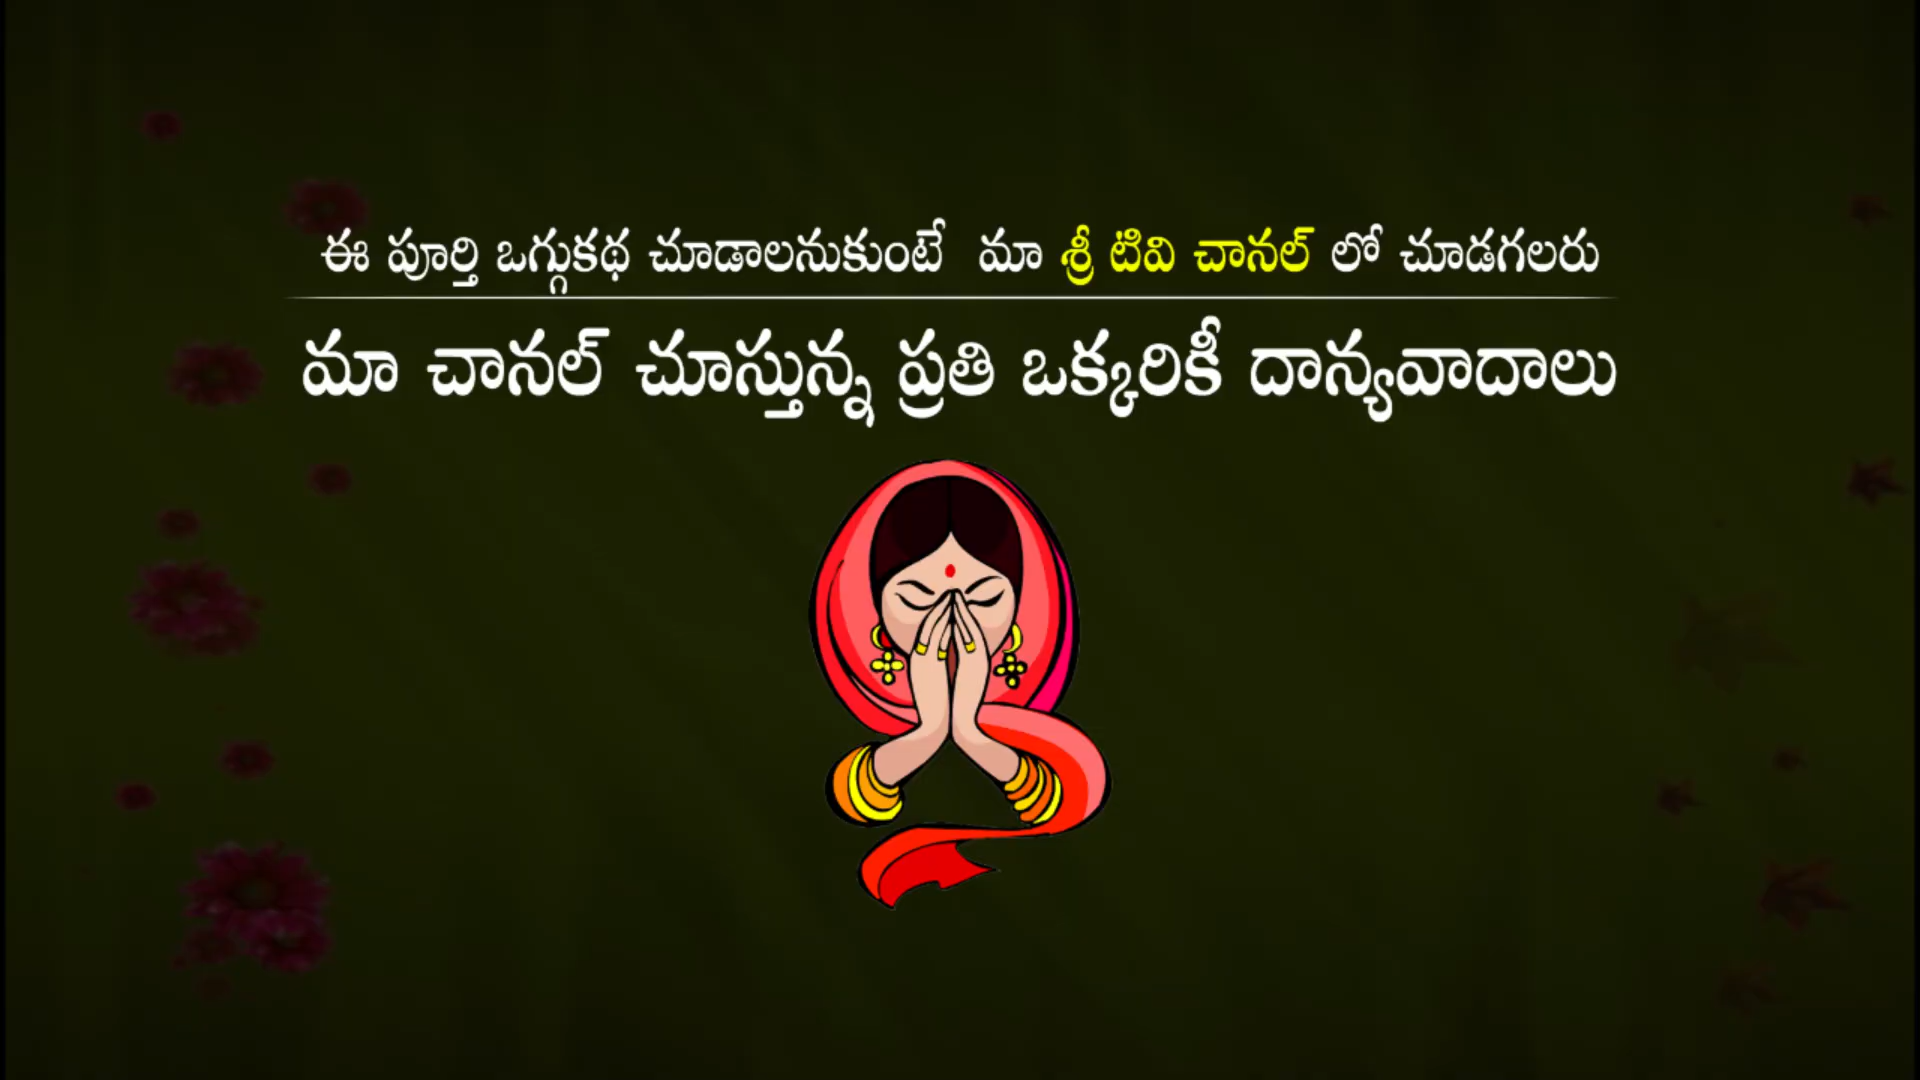 ఈ పూర్తి ఒగ్గుకథ చూడాలనుకుంటే మా శ్రీ టివి చానల్ లో చూడగలరు
మా చానల్ చూస్తున్న ప్రతి ఒక్కరికీ దాన్యవాదాలు